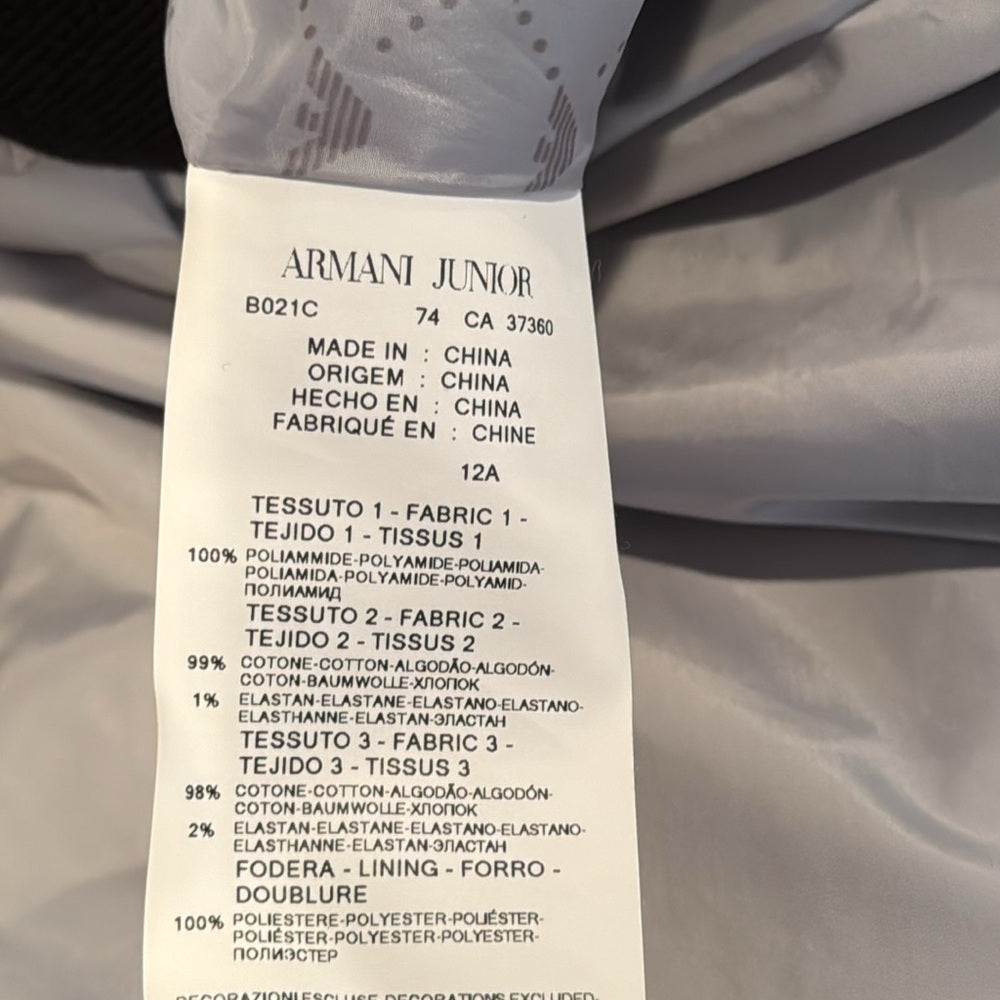 ARMANI JUNIOR
B021C 74 CA 37360
MADE IN : CHINA
ORIGEM : CHINA
HECHO EN : CHINA
FABRIQUÉ EN : CHINE
12A
TESSUTO 1 - FABRIC 1 -
TEJIDO 1 - TISSUS 1
100% POLIAMMIDE-POLYAMIDE-POLIAMIDA-
POLIAMIDA-POLYAMIDE-POLYAMID-
ПОЛИАМИД
TESSUTO 2 - FABRIC 2 -
TEJIDO 2 - TISSUS 2
99% COTONE-COTTON-ALGODÃO-ALGODÓN-
COTON-BAUMWOLLE-ХЛОПОК
1% ELASTAN-ELASTANE-ELASTANO-ELASTANO-
ELASTHANNE-ELASTAN-ЭЛАСТАН
TESSUTO 3 - FABRIC 3 -
TEJIDO 3 - TISSUS 3
98% COTONE-COTTON-ALGODÃO-ALGODÓN-
COTON-BAUMWOLLE-ХЛОПОК
2% ELASTAN-ELASTANE-ELASTANO-ELASTANO-
ELASTHANNE-ELASTAN-ЭЛАСТАН
FODERA - LINING - FORRO -
DOUBLURE
100% POLIESTERE-POLYESTER-POLIÉSTER-
POLIÉSTER-POLYESTER-POLYESTER-
ПОЛИЭСТЕР
DECORAZIONI ESCLUSE-DECORATIONS EXCLUDED-